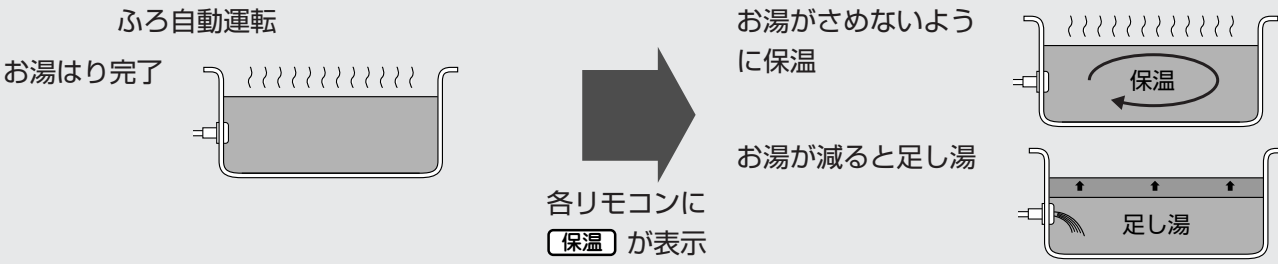 ふろ自動運転
お湯はり完了
各リモコンに
保温 が表示
お湯がさめないよう
に保温
保温
お湯が減ると足し湯
足し湯